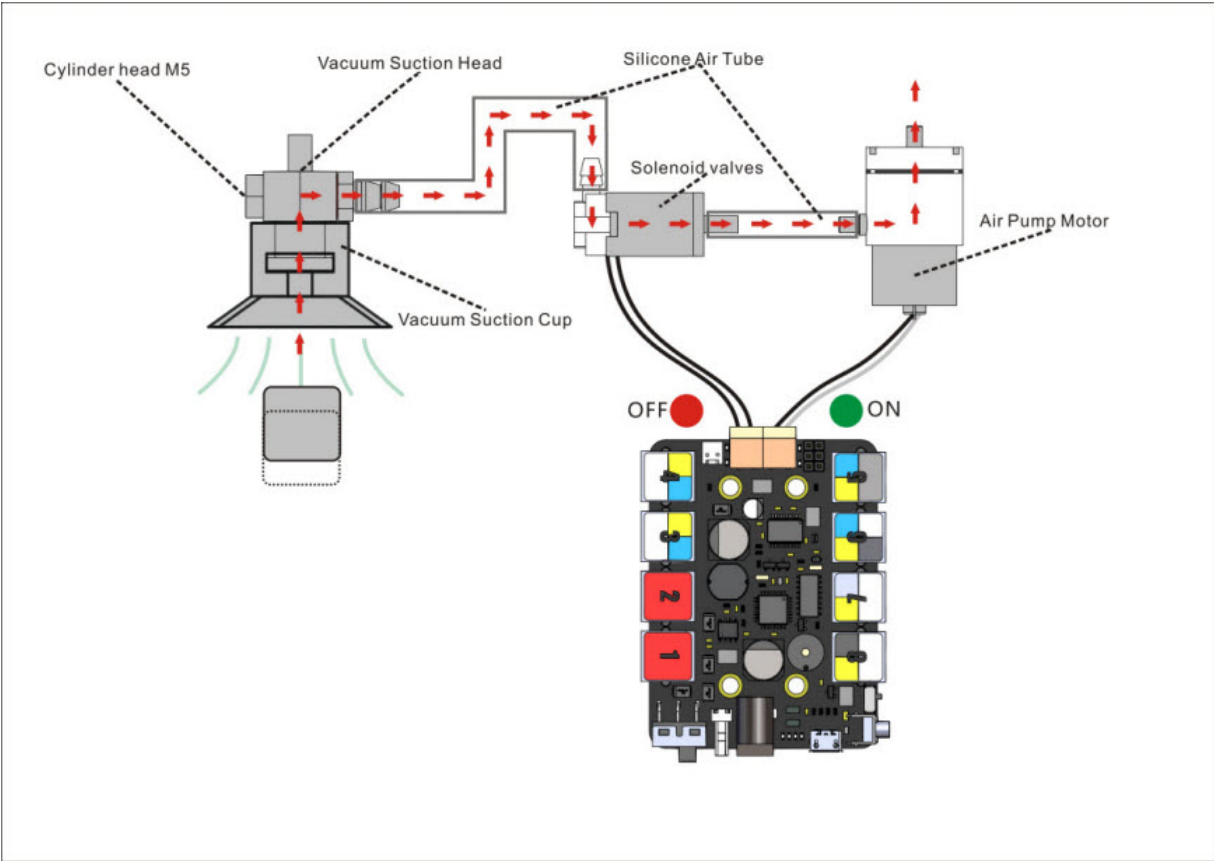 Cylinder head M5
Vacuum Suction Head
Silicone Air Tube
Solenoid valves
Air Pump Motor
Vacuum Suction Cup
OFF
ON
4
5
3
6
2
7
1
8